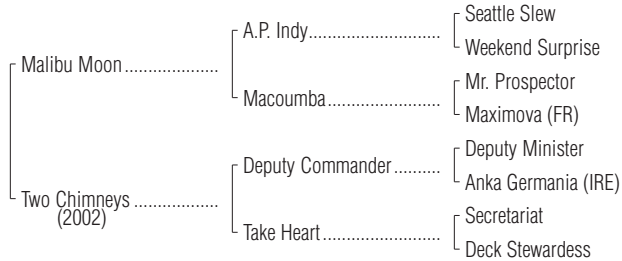 Seattle Slew
A.P. Indy
Weekend Surprise
Malibu Moon
Mr. Prospector
Macoumba
Maximova (FR)
Deputy Minister
Deputy Commander
Anka Germania (IRE)
Two Chimneys
(2002)
Secretariat
Take Heart
Deck Stewardess